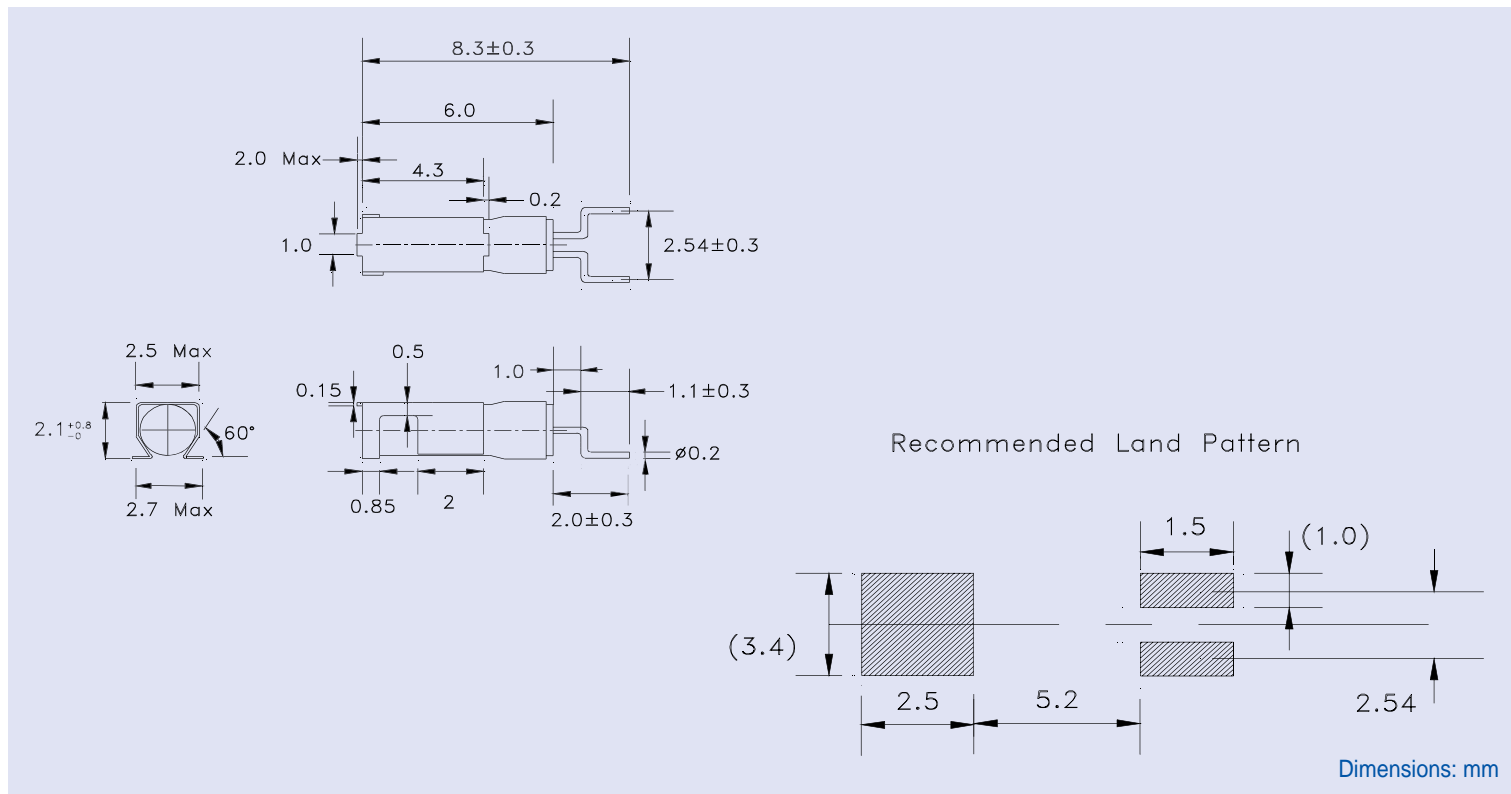 8.3±0.3
6.0
2.0 Max
4.3
0.2
1.0
2.54±0.3
2.5 Max
0.5
1.0
0.15
1.1±0.3
2.1 +0.8 -0
60°
ø0.2
2.7 Max
0.85
2
2.0±0.3
Recommended Land Pattern
1.5
(1.0)
(3.4)
2.5
5.2
2.54
Dimensions: mm